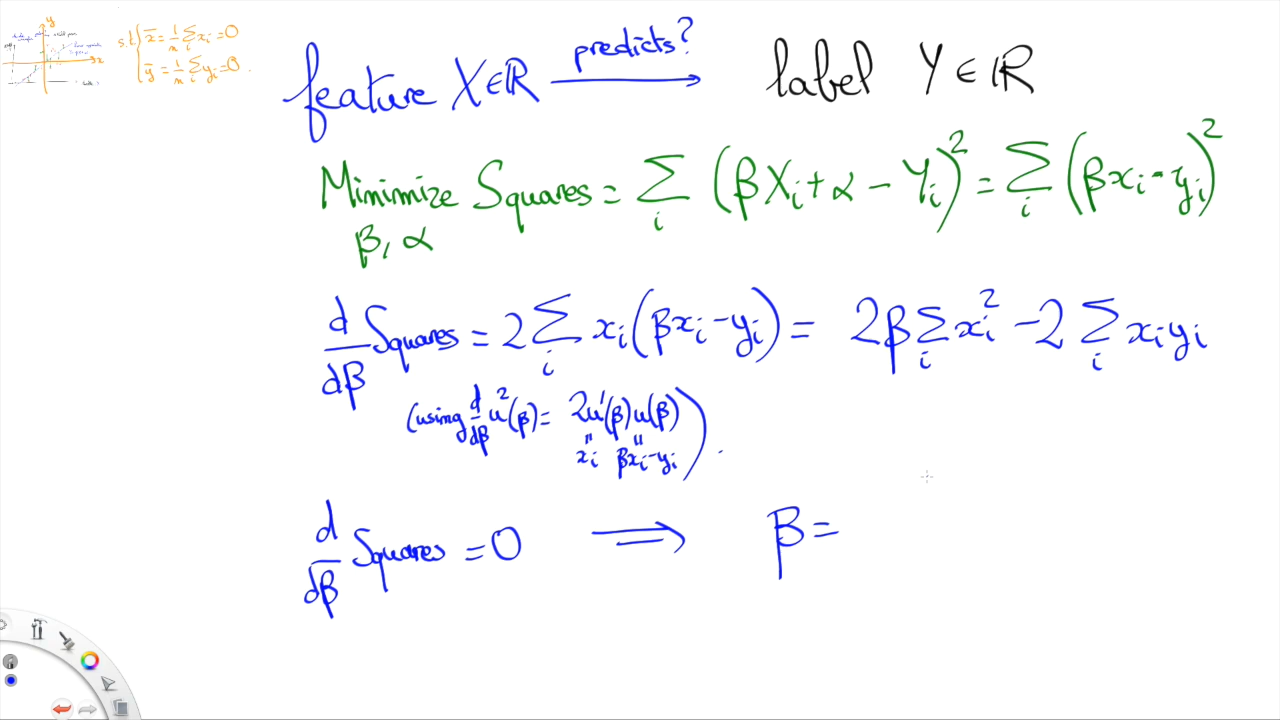 y
x
s.t. { x̄ = 1/m Σ_i x_i = 0
ȳ = 1/m Σ_i y_i = 0.
feature X∈ℝ predicts? → label Y∈ℝ
Minimize Squares = Σ_i (βX_i + α − Y_i)² = Σ_i (βx_i − y_i)²
β, α
d/dβ Squares = 2 Σ_i x_i (βx_i − y_i) = 2β Σ_i x_i² − 2 Σ_i x_i y_i
(using d/dβ u²(β) = 2u'(β)u(β))
" "
x_i βx_i − y_i .
d/dβ Squares = 0 ⟹ β =